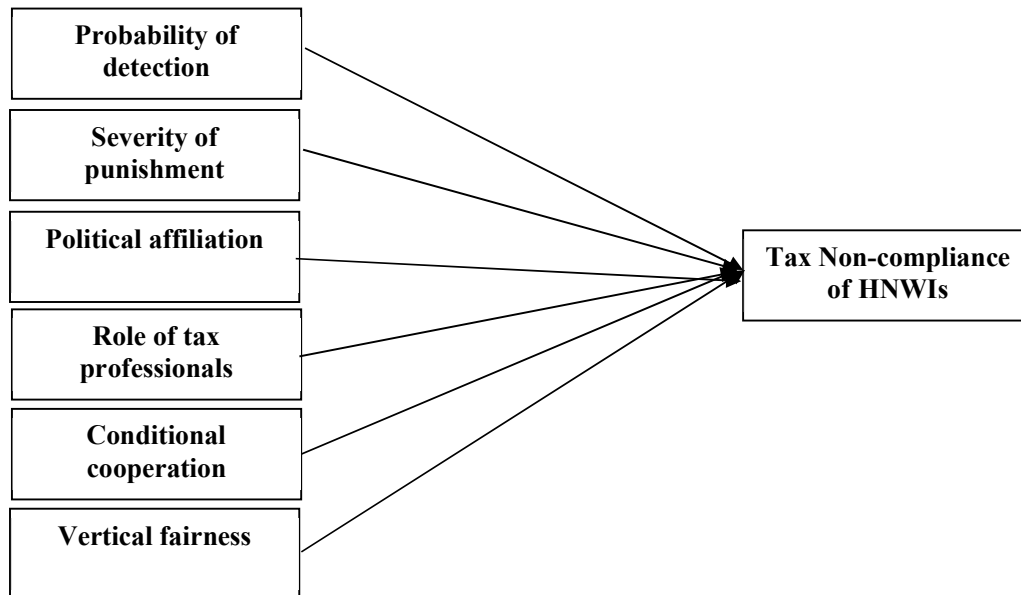 Probability of
detection
Severity of
punishment
Political affiliation
Tax Non-compliance
of HNWIs
Role of tax
professionals
Conditional
cooperation
Vertical fairness